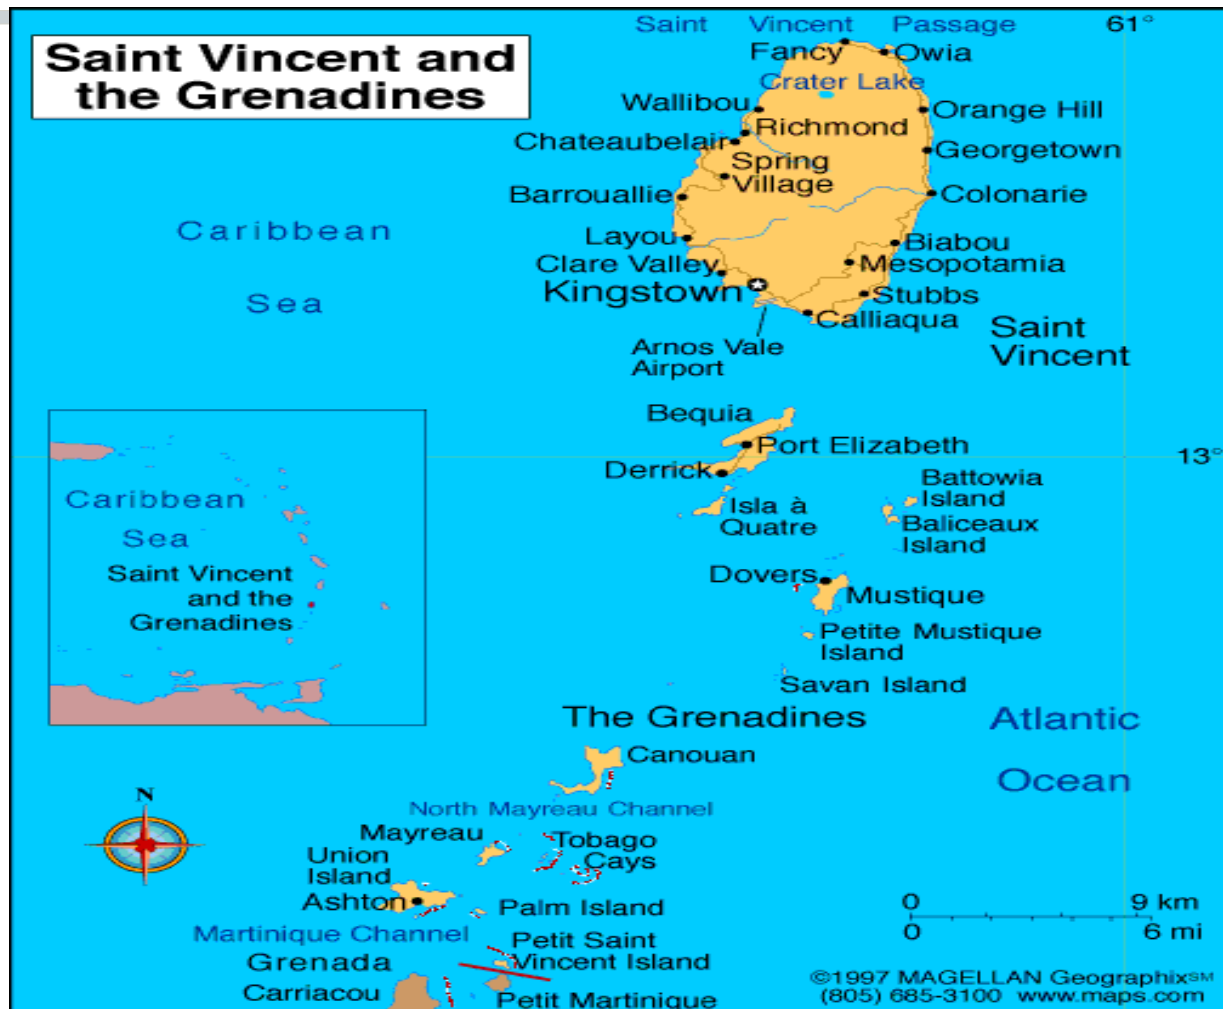 Saint Vincent Passage
61°
Saint Vincent and
the Grenadines
Fancy
Owia
Crater Lake
Wallibou
Orange Hill
Richmond
Chateaubelair
Georgetown
Spring
Village
Barrouallie
Colonarie
Caribbean
Sea
Layou
Biabou
Clare Valley
Mesopotamia
Kingstown
Stubbs
Calliaqua
Saint
Vincent
Arnos Vale
Airport
Bequia
Port Elizabeth
13°
Derrick
Battowia
Island
Isla à
Quatre
Baliceaux
Island
Caribbean
Sea
Saint Vincent
and the
Grenadines
Dovers
Mustique
Petite Mustique
Island
Savan Island
The Grenadines
Atlantic
Ocean
Canouan
North Mayreau Channel
N
Mayreau
Tobago
Cays
Union
Island
Ashton
Palm Island
0 9 km
0 6 mi
Martinique Channel
Petit Saint
Vincent Island
Grenada
Carriacou
Petit Martinique
©1997 MAGELLAN Geographix℠
(805) 685-3100 www.maps.com